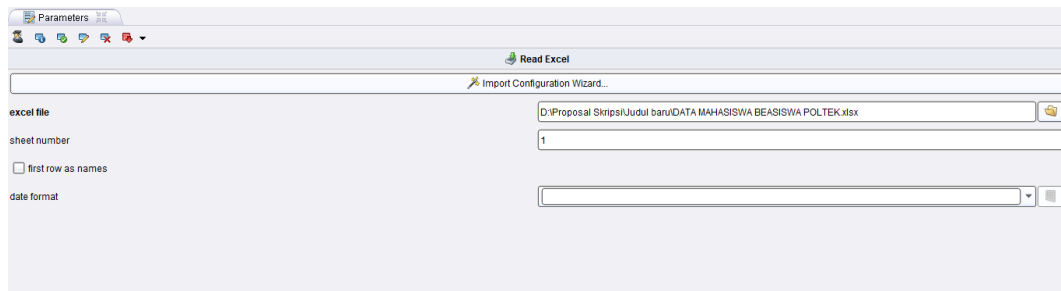 Parameters
Read Excel
Import Configuration Wizard...
excel file
D:\Proposal Skripsi\Judul baru\DATA MAHASISWA BEASISWA POLTEK.xlsx
sheet number
1
first row as names
date format